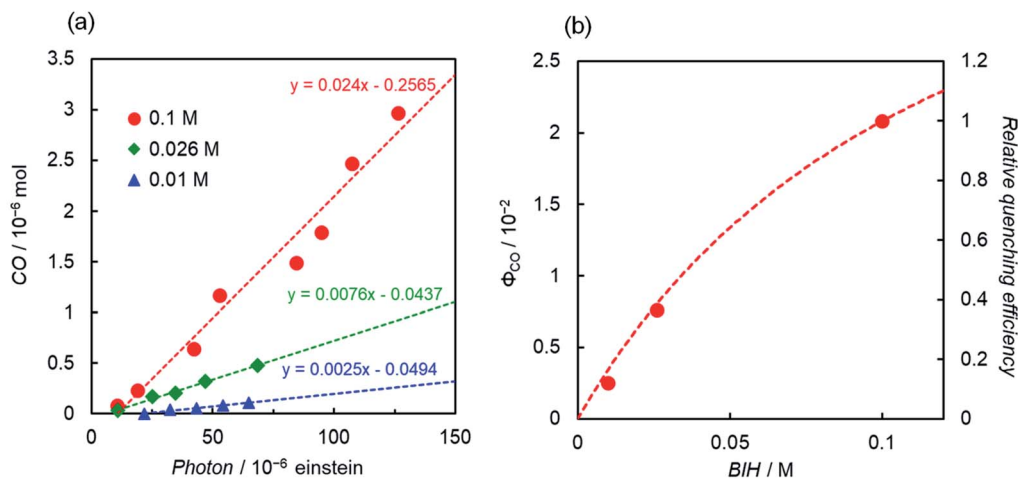 (a)
3.5
3
2.5
2
1.5
1
0.5
0
0
50
100
150
CO / 10⁻⁶ mol
Photon / 10⁻⁶ einstein
0.1 M
0.026 M
0.01 M
y = 0.024x - 0.2565
y = 0.0076x - 0.0437
y = 0.0025x - 0.0494
(b)
2.5
2
1.5
1
0.5
0
0
0.05
0.1
Φ_CO / 10⁻²
BIH / M
1.2
1
0.8
0.6
0.4
0.2
0
Relative quenching efficiency